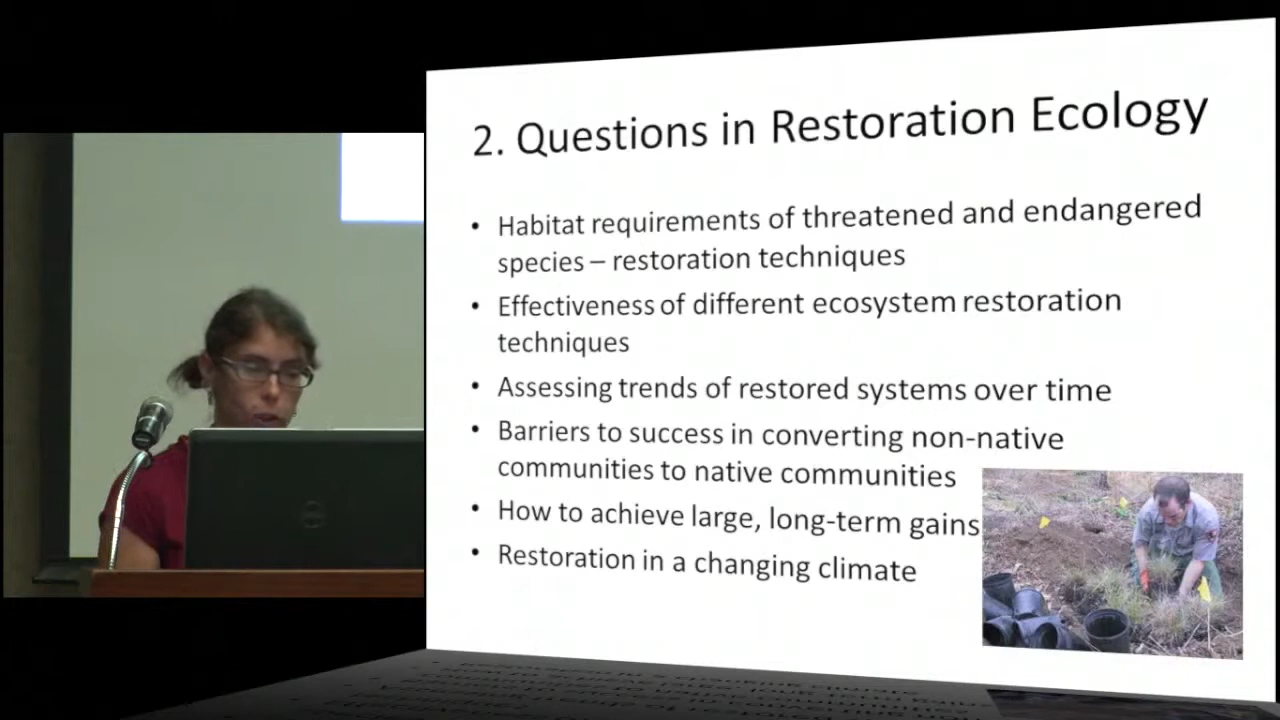 2. Questions in Restoration Ecology
• Habitat requirements of threatened and endangered
species – restoration techniques
• Effectiveness of different ecosystem restoration
techniques
• Assessing trends of restored systems over time
• Barriers to success in converting non-native
communities to native communities
• How to achieve large, long-term gains
• Restoration in a changing climate